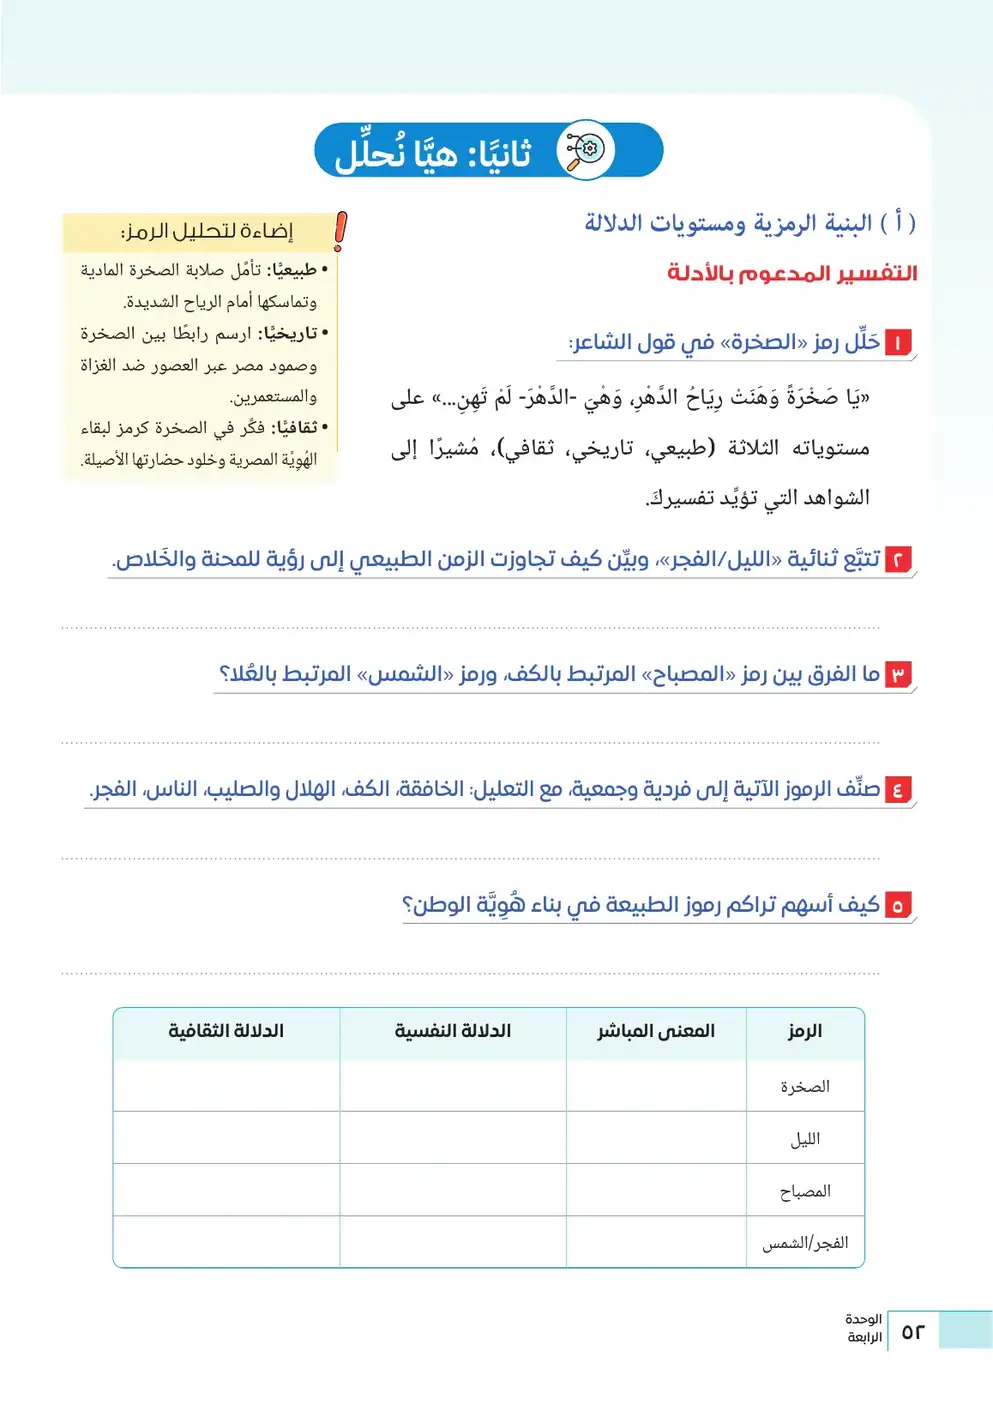 ثانيًا: هيَّا نُحلِّل
( أ ) البنية الرمزية ومستويات الدلالة
التفسير المدعوم بالأدلة
إضاءة لتحليل الرمز:
• طبيعيًّا: تأمَّل صلابة الصخرة المادية
وتماسكها أمام الرياح الشديدة.
• تاريخيًّا: ارسم رابطًا بين الصخرة
وصمود مصر عبر العصور ضد الغزاة
والمستعمرين.
• ثقافيًّا: فكَّر في الصخرة كرمز لبقاء
الهُوِيَّة المصرية وخلود حضارتها الأصيلة.
١ حَلِّل رمز «الصخرة» في قول الشاعر:
«يَا صَخْرَةً وَهَنَتْ رِيَاحُ الدَّهْرِ، وَهْيَ -الدَّهْرَ- لَمْ تَهِنِ...» على
مستوياته الثلاثة (طبيعي، تاريخي، ثقافي)، مُشيرًا إلى
الشواهد التي تؤيِّد تفسيركَ.
٢ تتبَّع ثنائية «الليل/الفجر»، وبيِّن كيف تجاوزت الزمن الطبيعي إلى رؤية للمحنة والخَلاص.
٣ ما الفرق بين رمز «المصباح» المرتبط بالكف، ورمز «الشمس» المرتبط بالعُلا؟
٤ صنِّف الرموز الآتية إلى فردية وجمعية، مع التعليل: الخافقة، الكف، الهلال والصليب، الناس، الفجر.
٥ كيف أسهم تراكم رموز الطبيعة في بناء هُوِيَّة الوطن؟
الرمز المعنى المباشر الدلالة النفسية الدلالة الثقافية
الصخرة
الليل
المصباح
الفجر/الشمس
الوحدة
الرابعة
٥٢